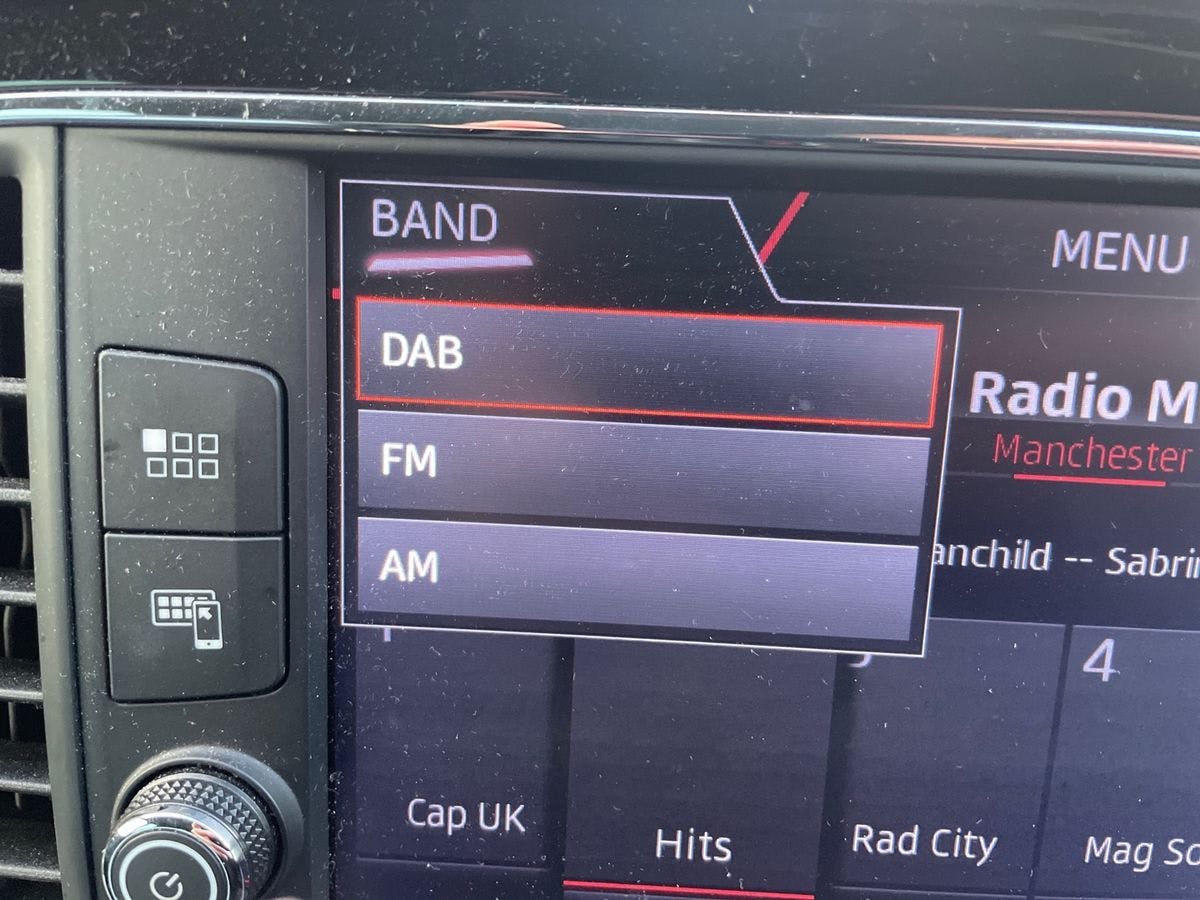 BAND
MENU
DAB
Radio M
Manchester
FM
anchild -- Sabri
AM
4
Cap UK
Hits
Rad City
Mag So